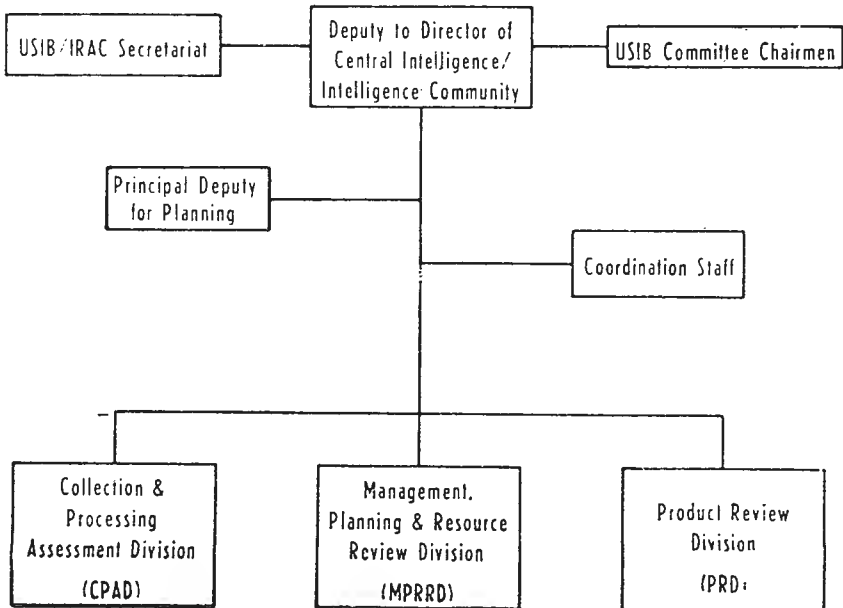 USIB/IRAC Secretariat
Deputy to Director of
Central Intelligence/
Intelligence Community
USIB Committee Chairmen
Principal Deputy
for Planning
Coordination Staff
Collection &
Processing
Assessment Division
(CPAD)
Management,
Planning & Resource
Review Division
(MPRRD)
Product Review
Division
(PRD)